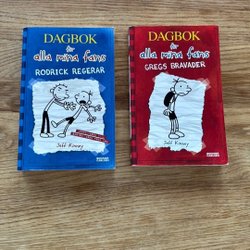 DAGBOK
för
alla mina fans
RODRICK REGERAR
Jeff Kinney
DAGBOK
för
alla mina fans
GREGS BRAVADER
Jeff Kinney